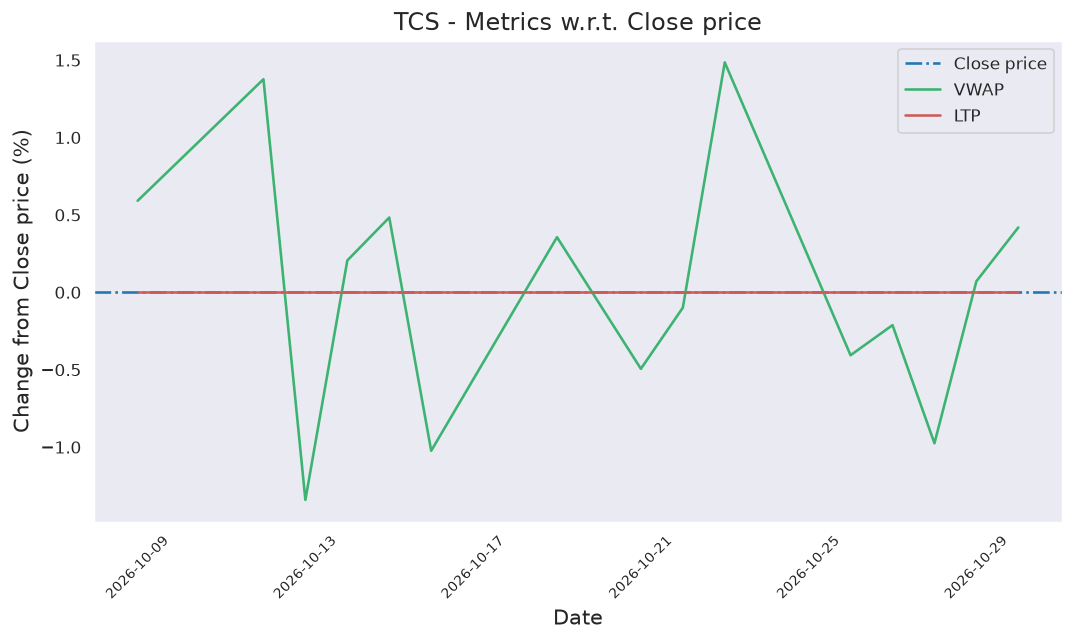 TCS - Metrics w.r.t. Close price
Close price
VWAP
LTP
Change from Close price (%)
1.5
1.0
0.5
0.0
−0.5
−1.0
2026-10-09
2026-10-13
2026-10-17
2026-10-21
2026-10-25
2026-10-29
Date